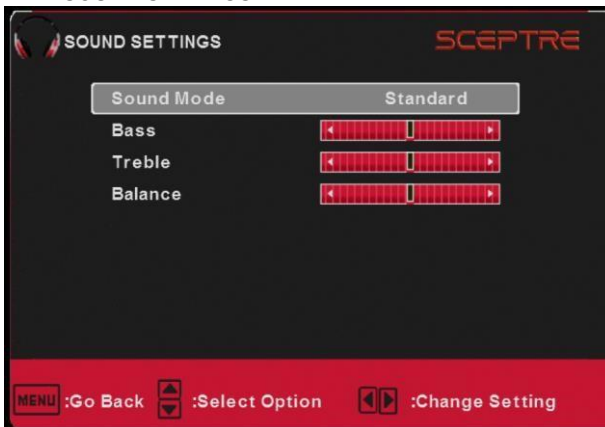 SOUND SETTINGS SCEPTRE
Sound Mode Standard
Bass
Treble
Balance
MENU :Go Back :Select Option :Change Setting